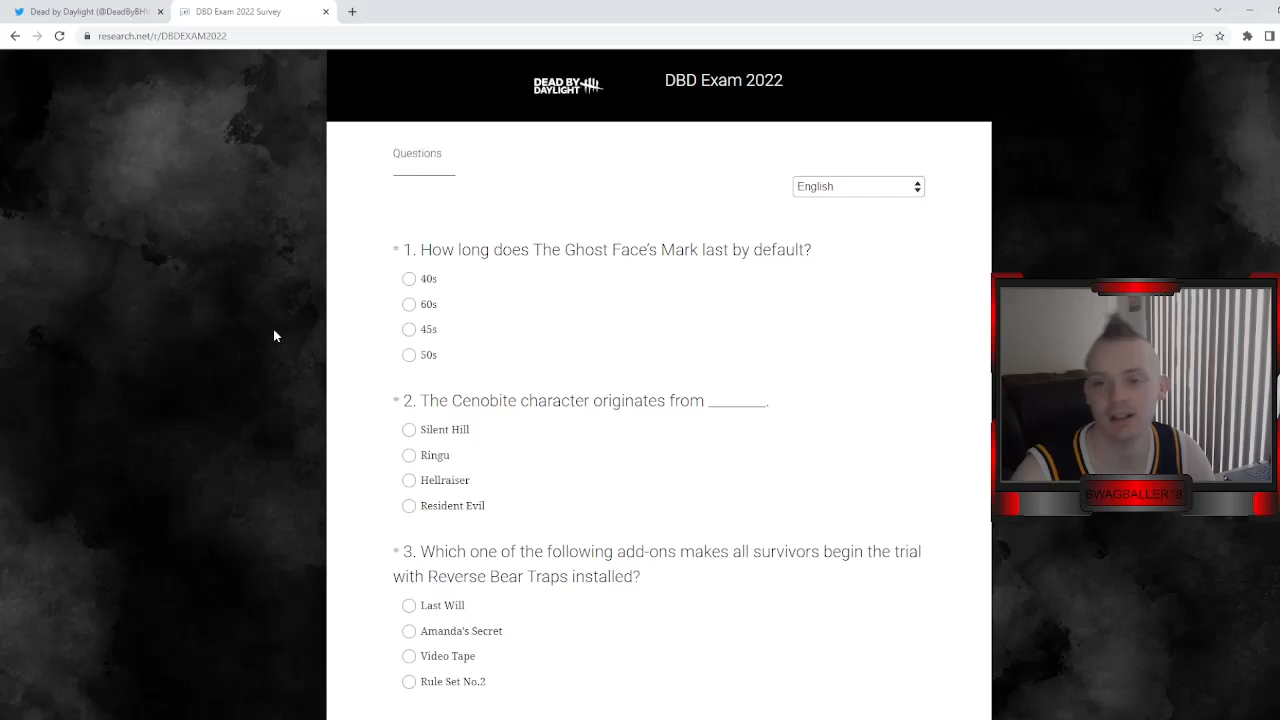 Dead by Daylight (@DeadByBHV
DBD Exam 2022 Survey
research.net/r/DBDEXAM2022
DEAD BY
DAYLIGHT
DBD Exam 2022
Questions
English
* 1. How long does The Ghost Face’s Mark last by default?
40s
60s
45s
50s
* 2. The Cenobite character originates from ________.
Silent Hill
Ringu
Hellraiser
Resident Evil
* 3. Which one of the following add-ons makes all survivors begin the trial
with Reverse Bear Traps installed?
Last Will
Amanda's Secret
Video Tape
Rule Set No.2